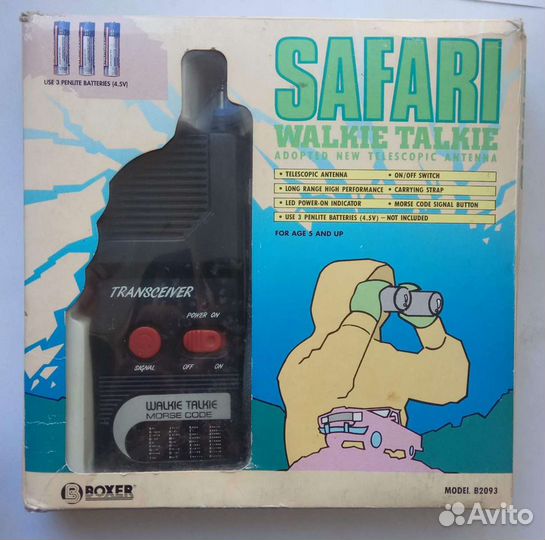 USE 3 PENLITE BATTERIES (4.5V)
SAFARI
WALKIE TALKIE
ADOPTED NEW TELESCOPIC ANTENNA
• TELESCOPIC ANTENNA • ON/OFF SWITCH
• LONG RANGE HIGH PERFORMANCE • CARRYING STRAP
• LED POWER-ON INDICATOR • MORSE CODE SIGNAL BUTTON
• USE 3 PENLITE BATTERIES (4.5V) – NOT INCLUDED
FOR AGE 5 AND UP
TRANSCEIVER
POWER ON
SIGNAL OFF ON
WALKIE TALKIE
MORSE CODE
B BOXER
MODEL B2093
Avito